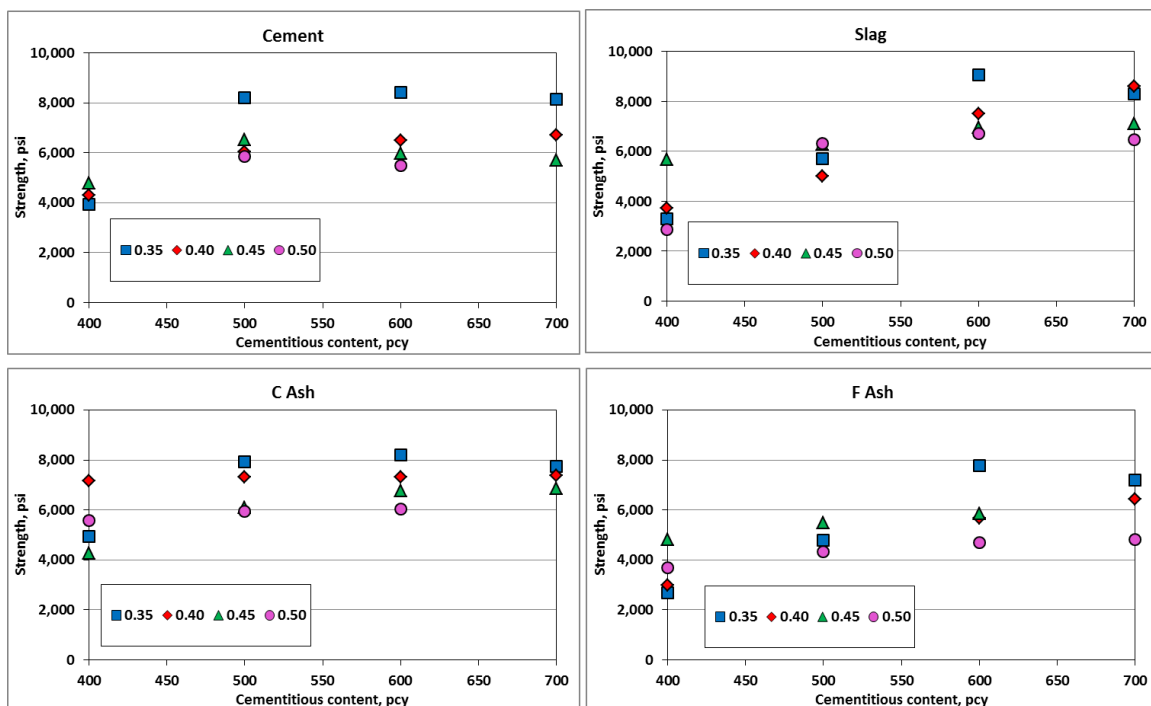 Cement
10,000
8,000
6,000
4,000
2,000
0
Strength, psi
0.35 0.40 0.45 0.50
400 450 500 550 600 650 700
Cementitious content, pcy
Slag
10,000
8,000
6,000
4,000
2,000
0
Strength, psi
0.35 0.40 0.45 0.50
400 450 500 550 600 650 700
Cementitious content, pcy
C Ash
10,000
8,000
6,000
4,000
2,000
0
Strength, psi
0.35 0.40 0.45 0.50
400 450 500 550 600 650 700
Cementitious content, pcy
F Ash
10,000
8,000
6,000
4,000
2,000
0
Strength, psi
0.35 0.40 0.45 0.50
400 450 500 550 600 650 700
Cementitious content, pcy